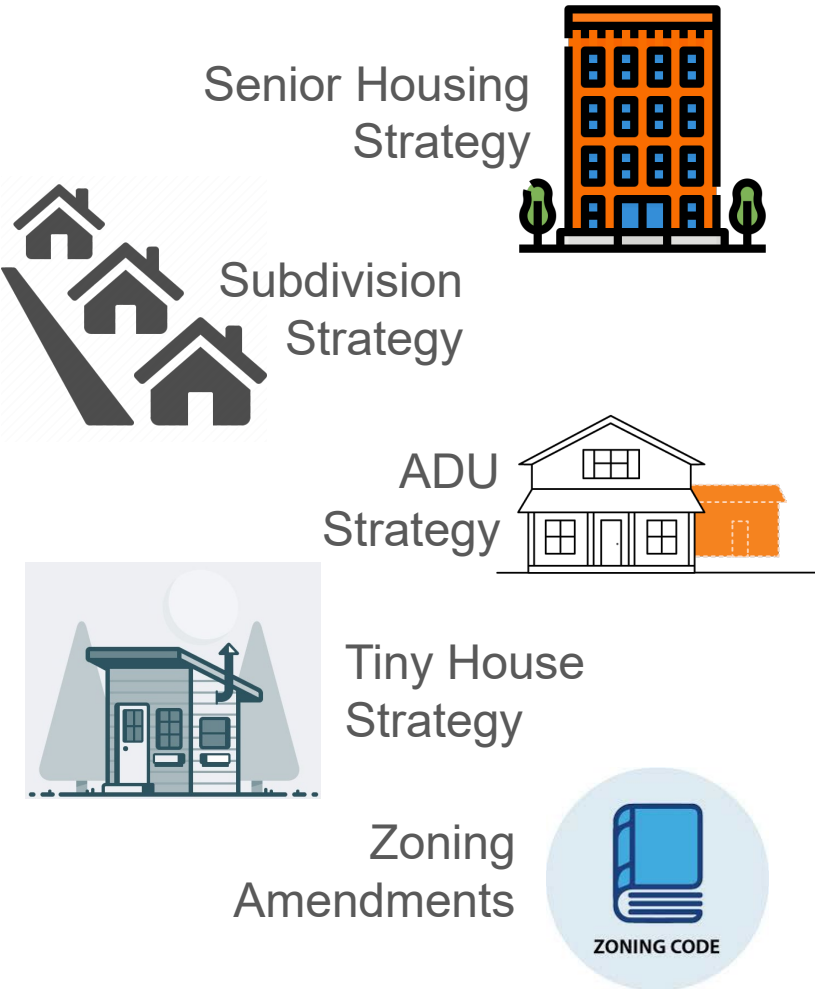 Senior Housing
Strategy
Subdivision
Strategy
ADU
Strategy
Tiny House
Strategy
Zoning
Amendments
ZONING CODE